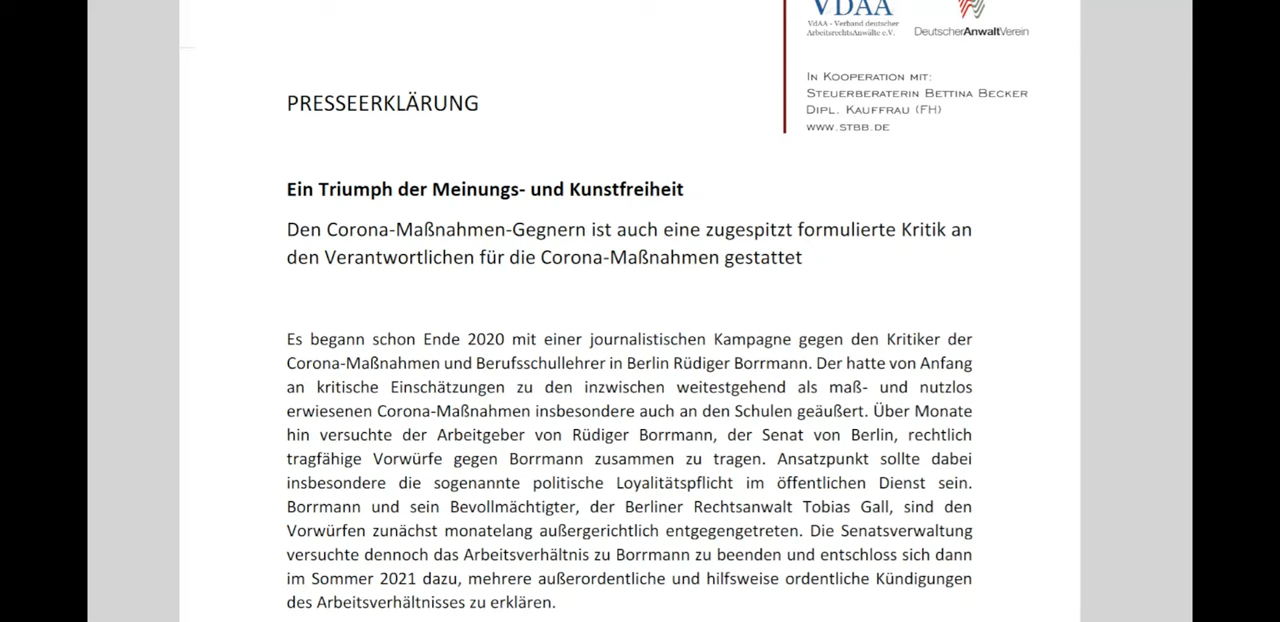 VDAA
VdAA - Verband deutscher
ArbeitsrechtsAnwälte e.V.
DeutscherAnwaltVerein
In Kooperation mit:
Steuerberaterin Bettina Becker
Dipl. Kauffrau (FH)
www.stbb.de
PRESSEERKLÄRUNG
Ein Triumph der Meinungs- und Kunstfreiheit
Den Corona-Maßnahmen-Gegnern ist auch eine zugespitzt formulierte Kritik an
den Verantwortlichen für die Corona-Maßnahmen gestattet
Es begann schon Ende 2020 mit einer journalistischen Kampagne gegen den Kritiker der
Corona-Maßnahmen und Berufsschullehrer in Berlin Rüdiger Borrmann. Der hatte von Anfang
an kritische Einschätzungen zu den inzwischen weitestgehend als maß- und nutzlos
erwiesenen Corona-Maßnahmen insbesondere auch an den Schulen geäußert. Über Monate
hin versuchte der Arbeitgeber von Rüdiger Borrmann, der Senat von Berlin, rechtlich
tragfähige Vorwürfe gegen Borrmann zusammen zu tragen. Ansatzpunkt sollte dabei
insbesondere die sogenannte politische Loyalitätspflicht im öffentlichen Dienst sein.
Borrmann und sein Bevollmächtigter, der Berliner Rechtsanwalt Tobias Gall, sind den
Vorwürfen zunächst monatelang außergerichtlich entgegengetreten. Die Senatsverwaltung
versuchte dennoch das Arbeitsverhältnis zu Borrmann zu beenden und entschloss sich dann
im Sommer 2021 dazu, mehrere außerordentliche und hilfsweise ordentliche Kündigungen
des Arbeitsverhältnisses zu erklären.